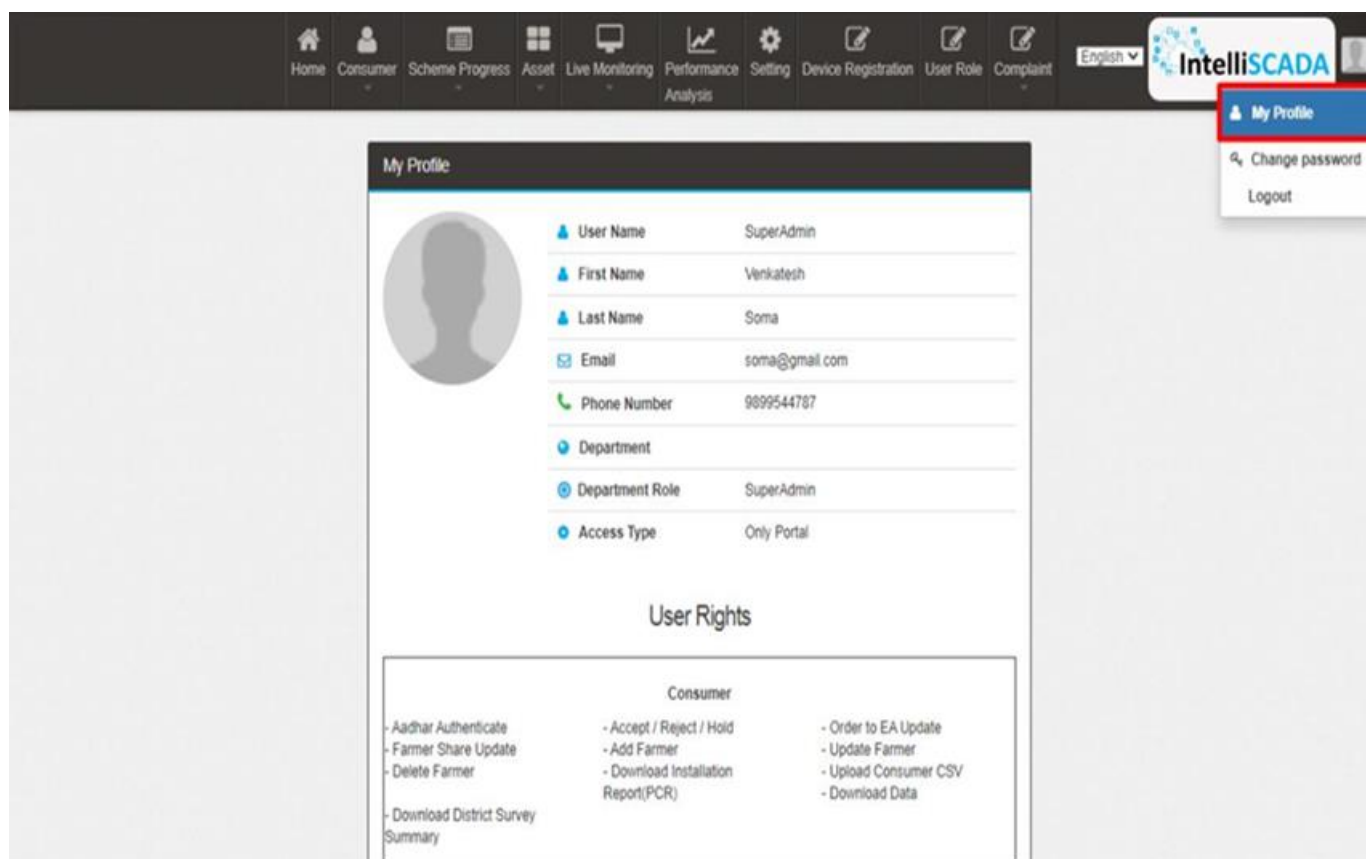 Home Consumer Scheme Progress Asset Live Monitoring Performance Setting Device Registration User Role Complaint
Analysis
English
IntelliSCADA
My Profile
Change password
Logout
My Profile
User Name SuperAdmin
First Name Venkatesh
Last Name Soma
Email soma@gmail.com
Phone Number 9899544787
Department
Department Role SuperAdmin
Access Type Only Portal
User Rights
Consumer
- Aadhar Authenticate - Accept / Reject / Hold - Order to EA Update
- Farmer Share Update - Add Farmer - Update Farmer
- Delete Farmer - Download Installation - Upload Consumer CSV
Report(PCR) - Download Data
- Download District Survey
Summary